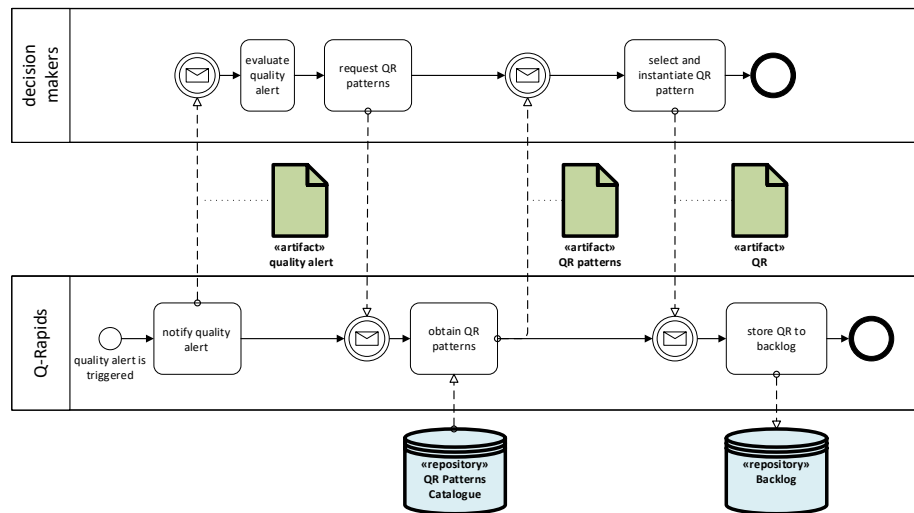 decision
makers
evaluate
quality
alert
request QR
patterns
select and
instantiate QR
pattern
«artifact»
quality alert
«artifact»
QR patterns
«artifact»
QR
Q-Rapids
quality alert is
triggered
notify quality
alert
obtain QR
patterns
store QR to
backlog
«repository»
QR Patterns
Catalogue
«repository»
Backlog